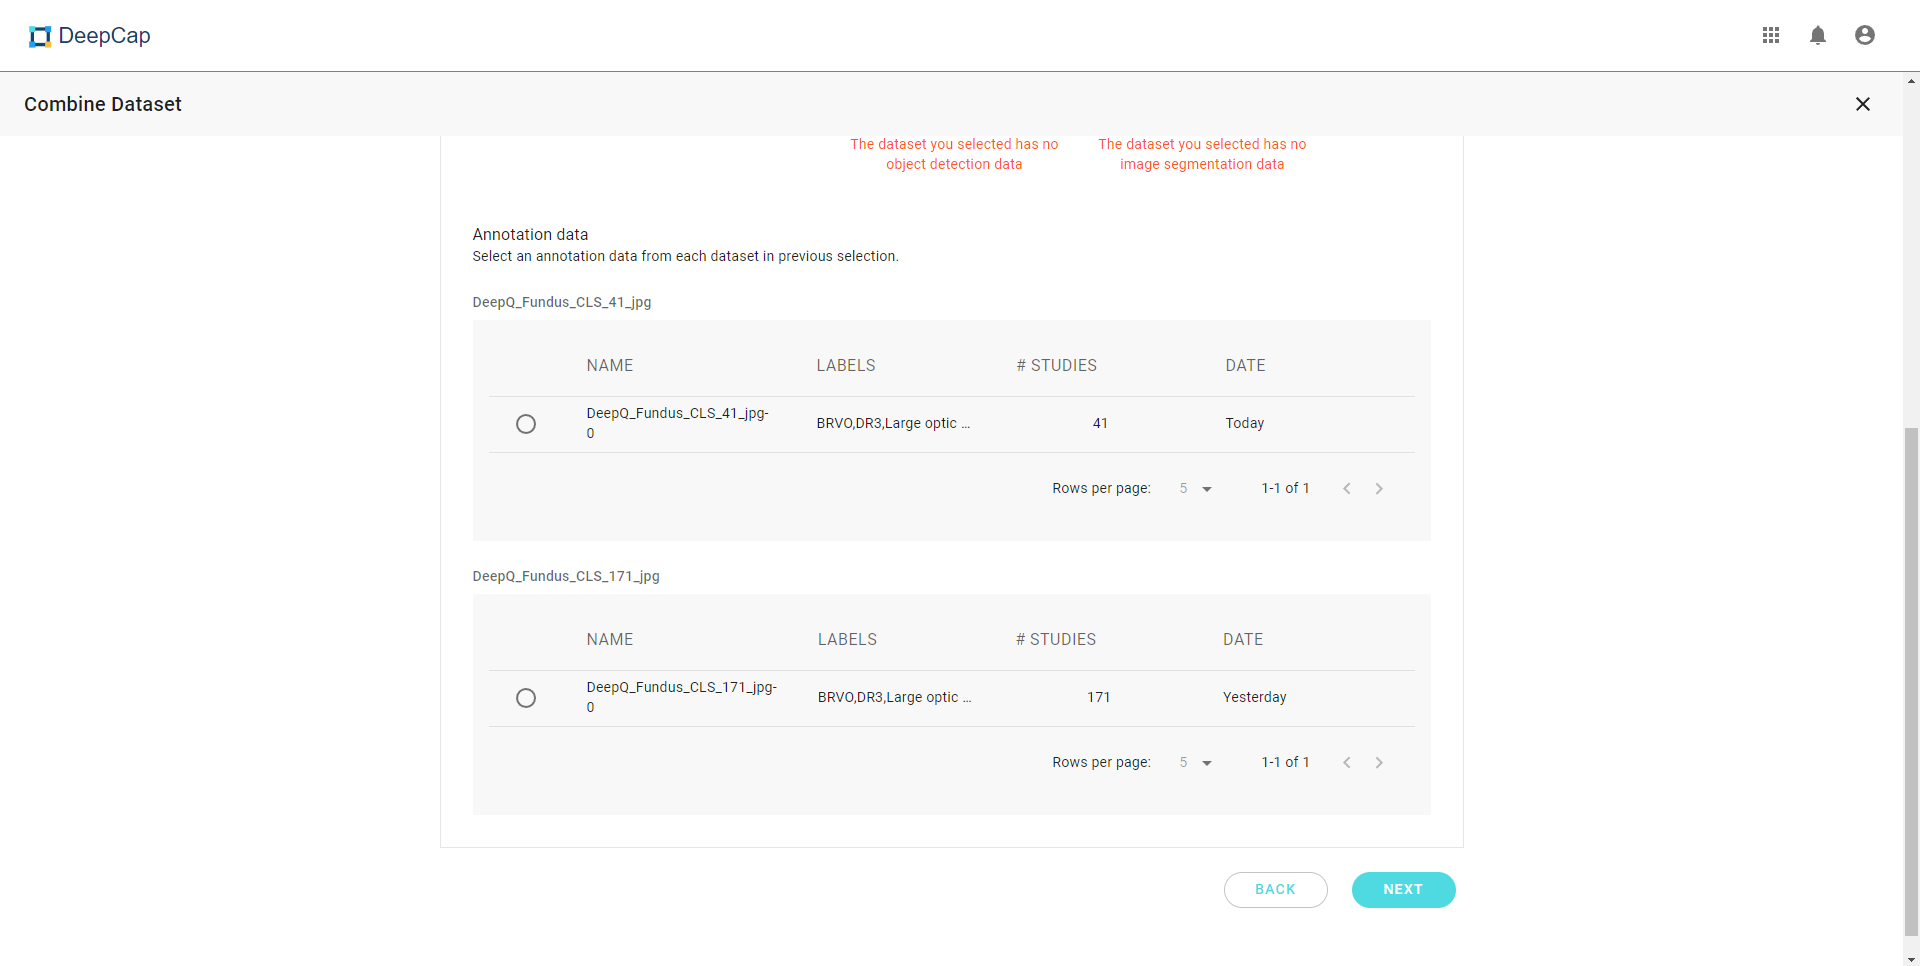 DeepCap
Combine Dataset
The dataset you selected has no
object detection data
The dataset you selected has no
image segmentation data
Annotation data
Select an annotation data from each dataset in previous selection.
DeepQ_Fundus_CLS_41_jpg
NAME LABELS # STUDIES DATE
DeepQ_Fundus_CLS_41_jpg-
0
BRVO,DR3,Large optic ... 41 Today
Rows per page: 5 1-1 of 1
DeepQ_Fundus_CLS_171_jpg
NAME LABELS # STUDIES DATE
DeepQ_Fundus_CLS_171_jpg-
0
BRVO,DR3,Large optic ... 171 Yesterday
Rows per page: 5 1-1 of 1
BACK NEXT